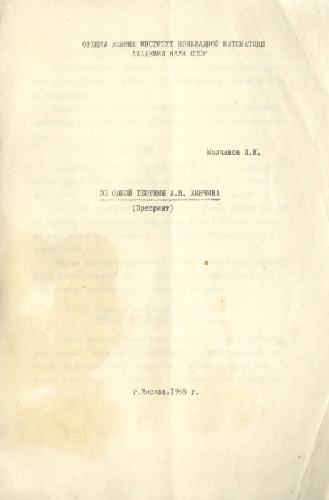 ОРДЕНА ЛЕНИНА ИНСТИТУТ ПРИКЛАДНОЙ МАТЕМАТИКИ
АКАДЕМИИ НАУК СССР
Молчанов А.М.
ОБ ОДНОЙ ТЕОРЕМЕ А.Я. ХИНЧИНА
(Препринт)
г.Москва.1968 г.